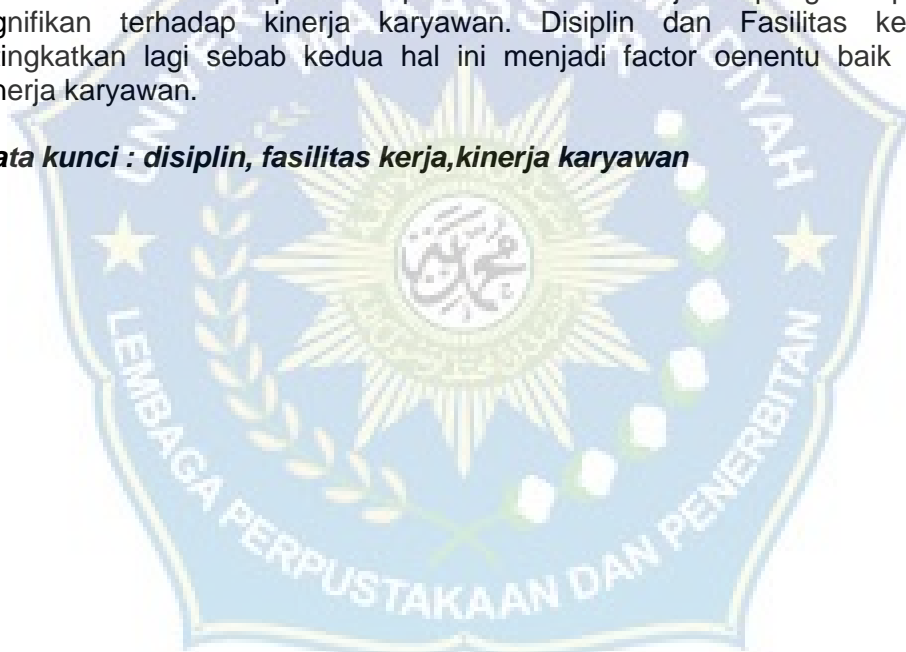 gnifikan terhadap kinerja karyawan. Disiplin dan Fasilitas ke
ingkatkan lagi sebab kedua hal ini menjadi factor oenentu baik
nerja karyawan.
ata kunci : disiplin, fasilitas kerja,kinerja karyawan
LEMBAGA PERPUSTAKAAN DAN PENERBITAN